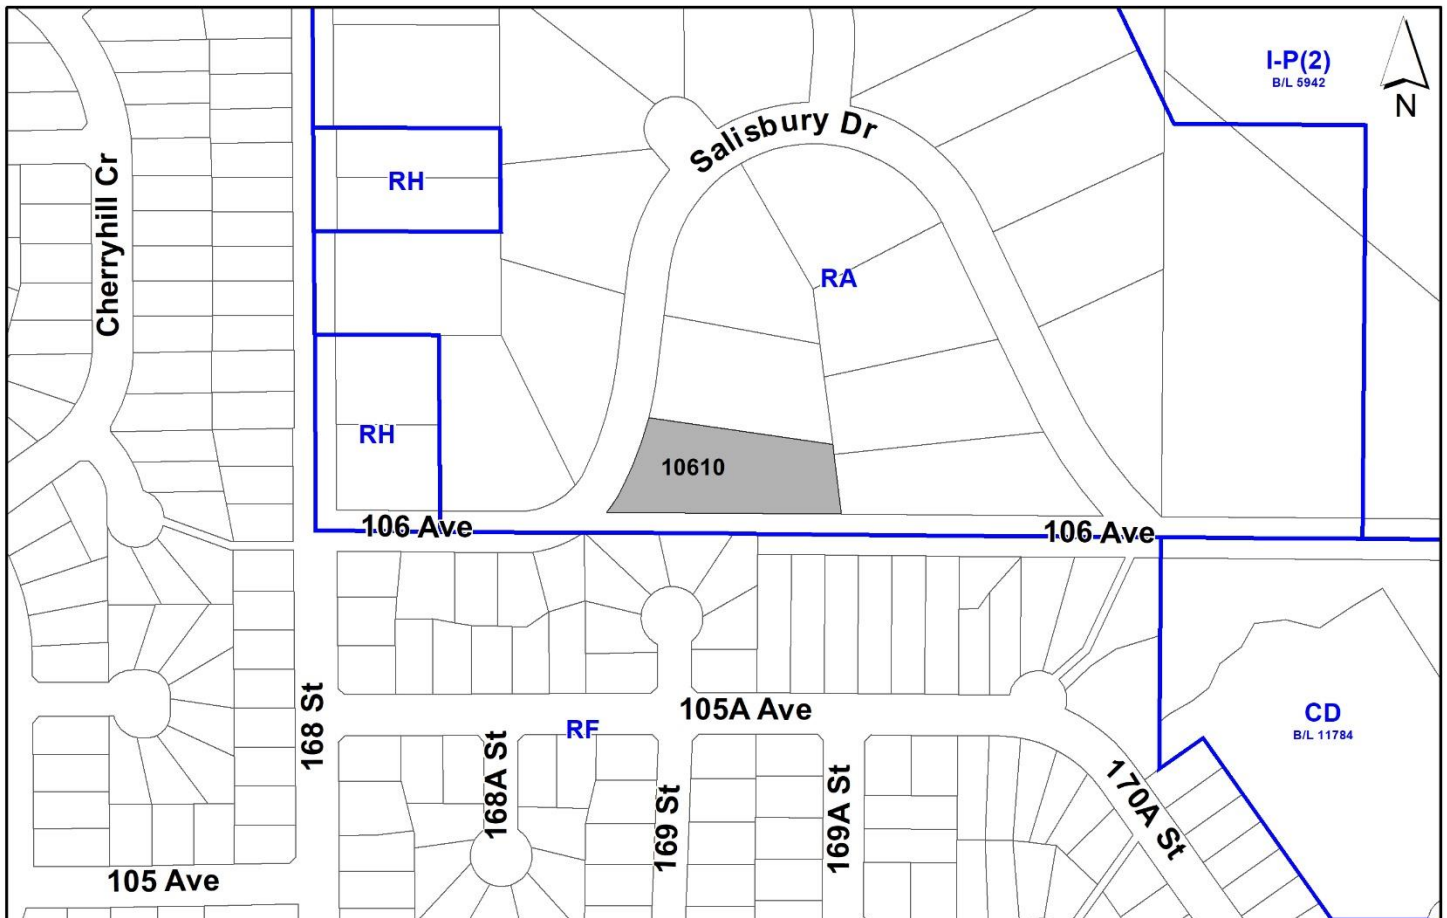 I-P(2)
B/L 5942
N
Salisbury Dr
RH
Cherryhill Cr
RA
RH
10610
106 Ave
106 Ave
168 St
105A Ave
RF
CD
B/L 11784
168A St
169 St
169A St
170A St
105 Ave